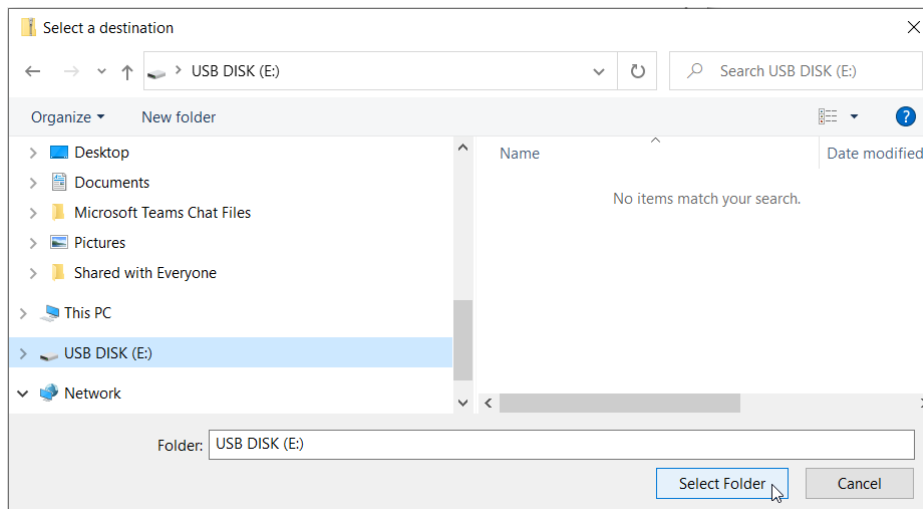 Select a destination
USB DISK (E:)
Search USB DISK (E:)
Organize
New folder
?
Desktop
Documents
Microsoft Teams Chat Files
Pictures
Shared with Everyone
This PC
USB DISK (E:)
Network
Name
Date modified
No items match your search.
Folder:
USB DISK (E:)
Select Folder
Cancel